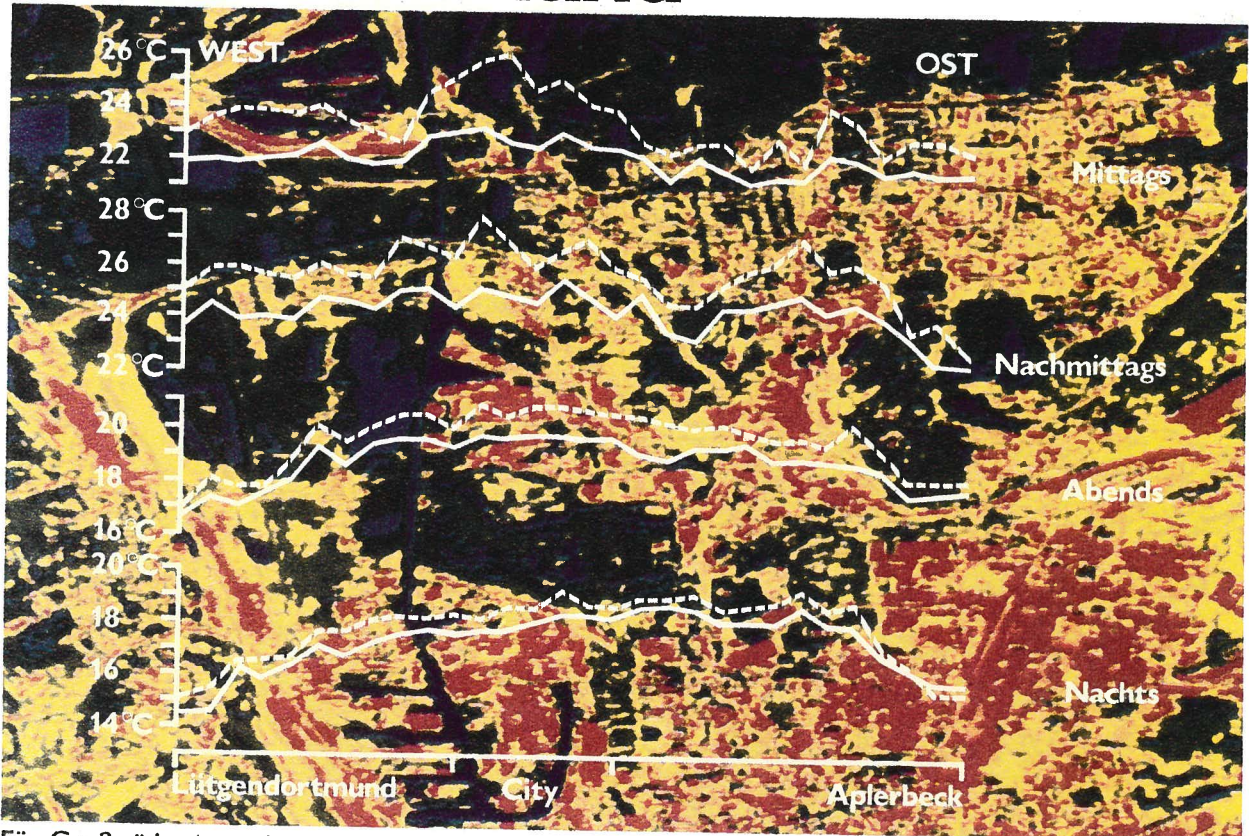 26°C WEST
OST
24
22
Mittags
28°C
26
24
22°C
Nachmittags
20
18
Abends
16°C
20°C
18
16
Nachts
14°C
Lütgendortmund City Aplerbeck